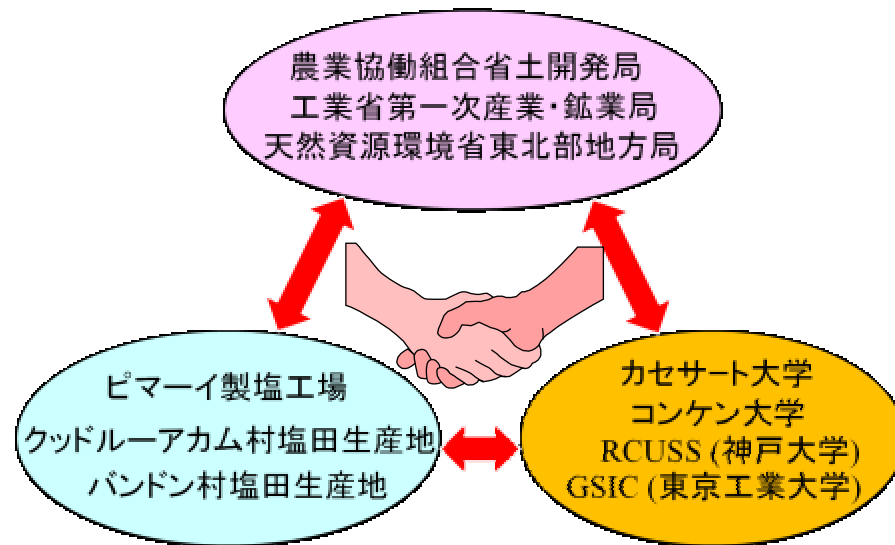 農業協働組合省土開発局
工業省第一次産業・鉱業局
天然資源環境省東北部地方局
ピマーイ製塩工場
クッドルーアカム村塩田生産地
バンドン村塩田生産地
カセサート大学
コンケン大学
RCUSS (神戸大学)
GSIC (東京工業大学)